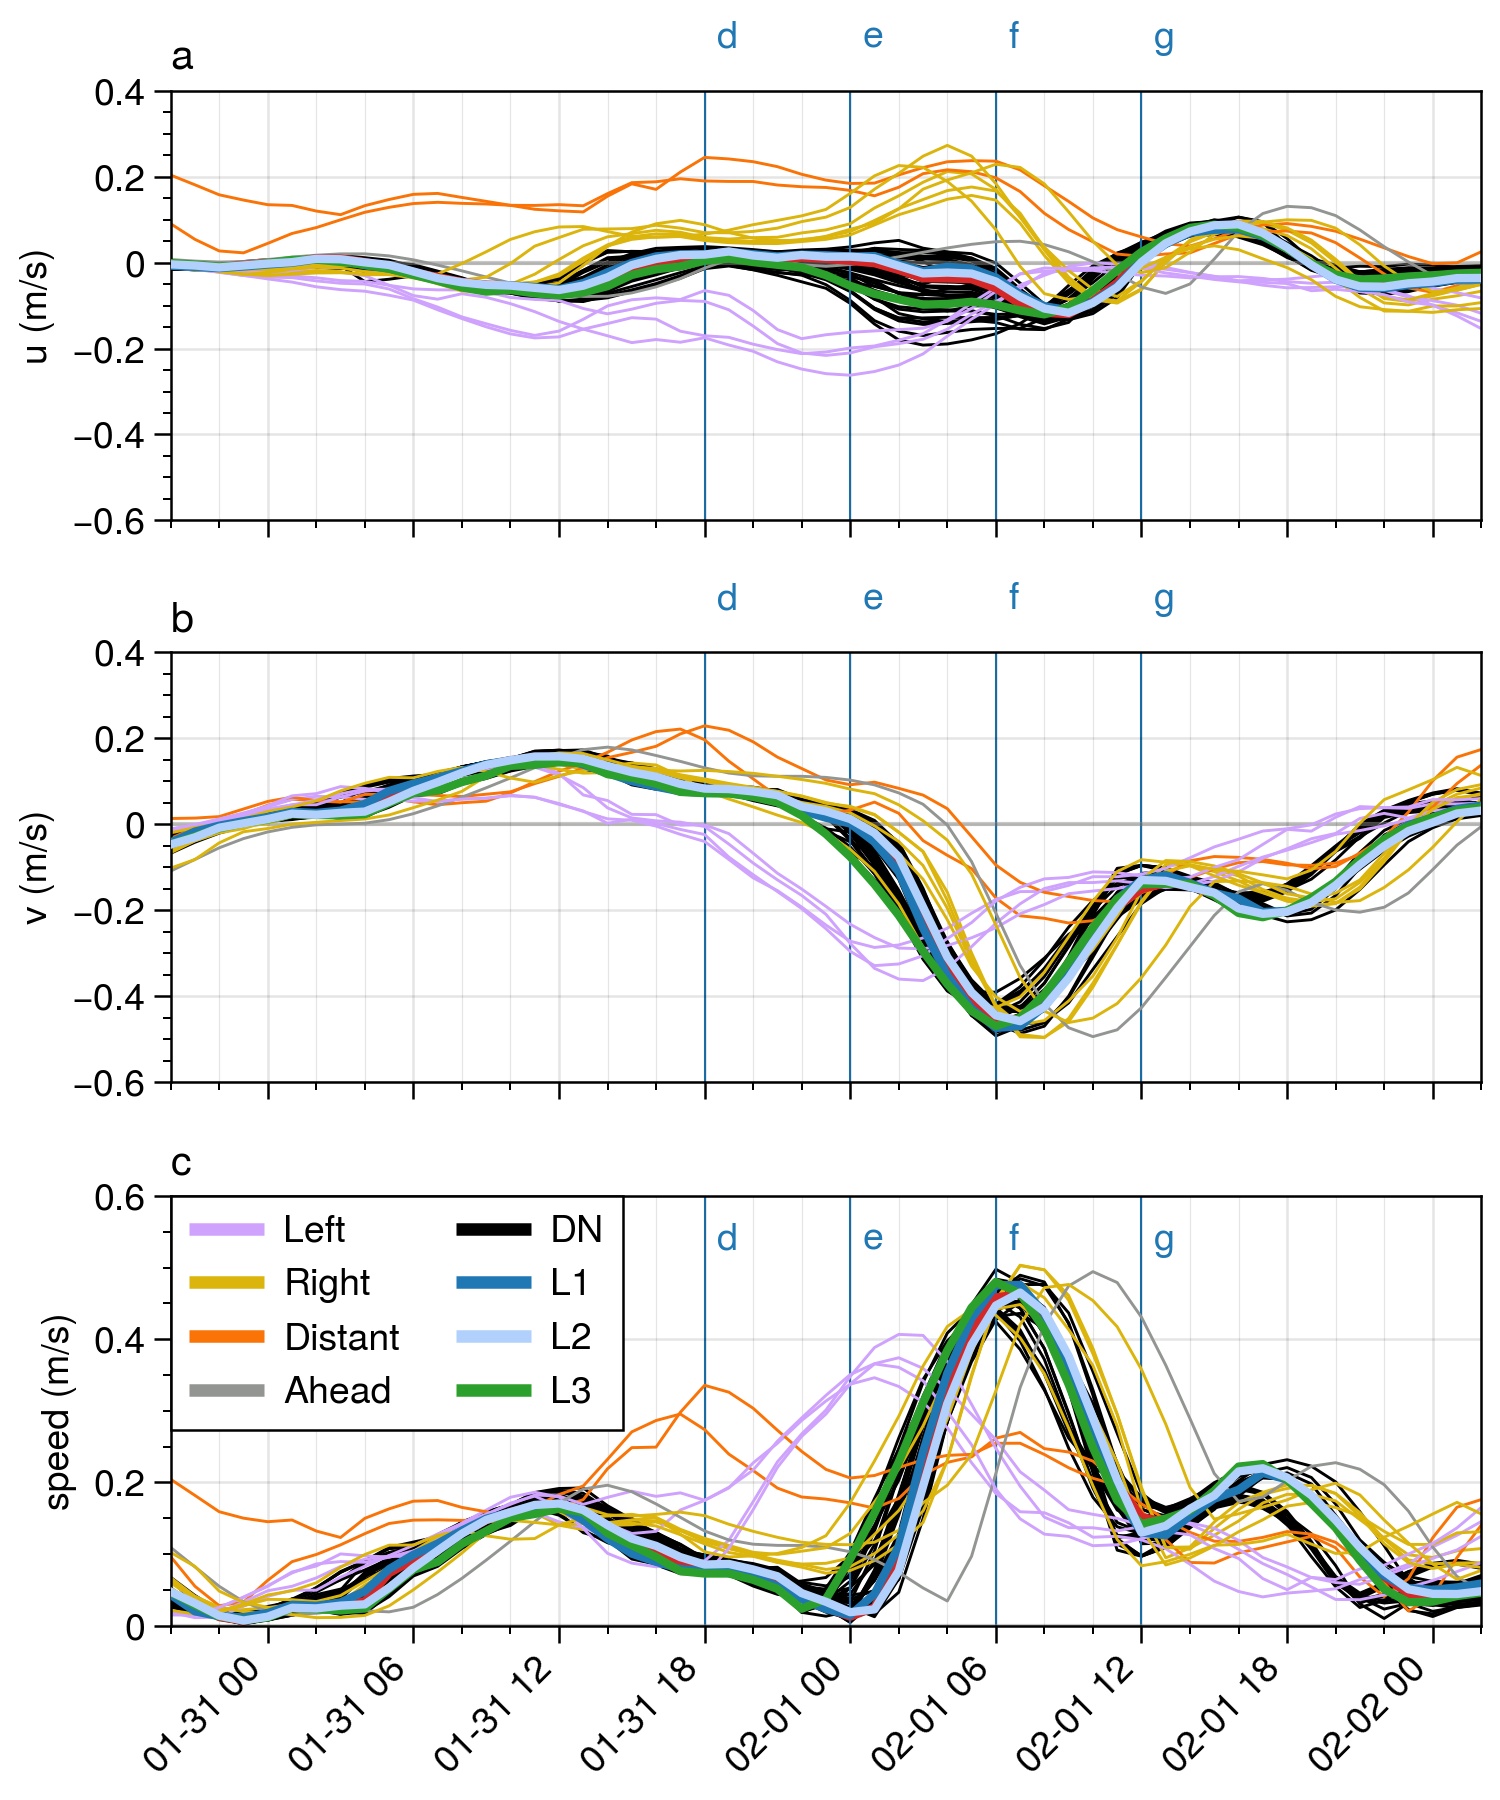 d e f g
a
0.4
0.2
0
−0.2
−0.4
−0.6
u (m/s)
d e f g
b
0.4
0.2
0
−0.2
−0.4
−0.6
v (m/s)
c
0.6
0.4
0.2
0
speed (m/s)
d e f g
Left DN
Right L1
Distant L2
Ahead L3
01-31 00 01-31 06 01-31 12 01-31 18 02-01 00 02-01 06 02-01 12 02-01 18 02-02 00